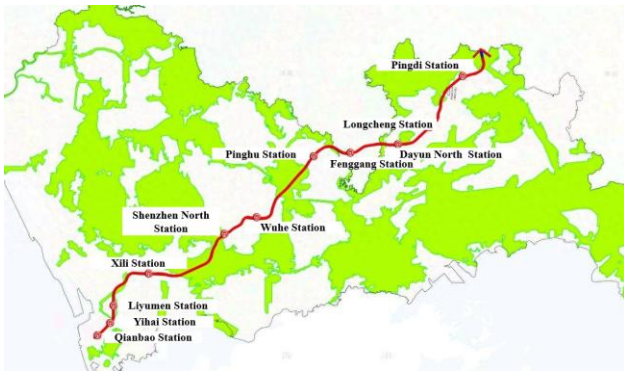 Pingdi Station
Longcheng Station
Pinghu Station
Dayun North Station
Fenggang Station
Shenzhen North
Station
Wuhe Station
Xili Station
Liyumen Station
Yihai Station
Qianbao Station